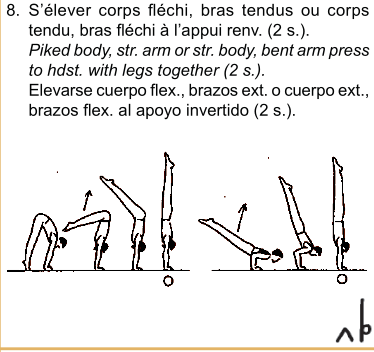 8. S’élever corps fléchi, bras tendus ou corps
tendu, bras fléchi à l’appui renv. (2 s.).
Piked body, str. arm or str. body, bent arm press
to hdst. with legs together (2 s.).
Elevarse cuerpo flex., brazos ext. o cuerpo ext.,
brazos flex. al apoyo invertido (2 s.).